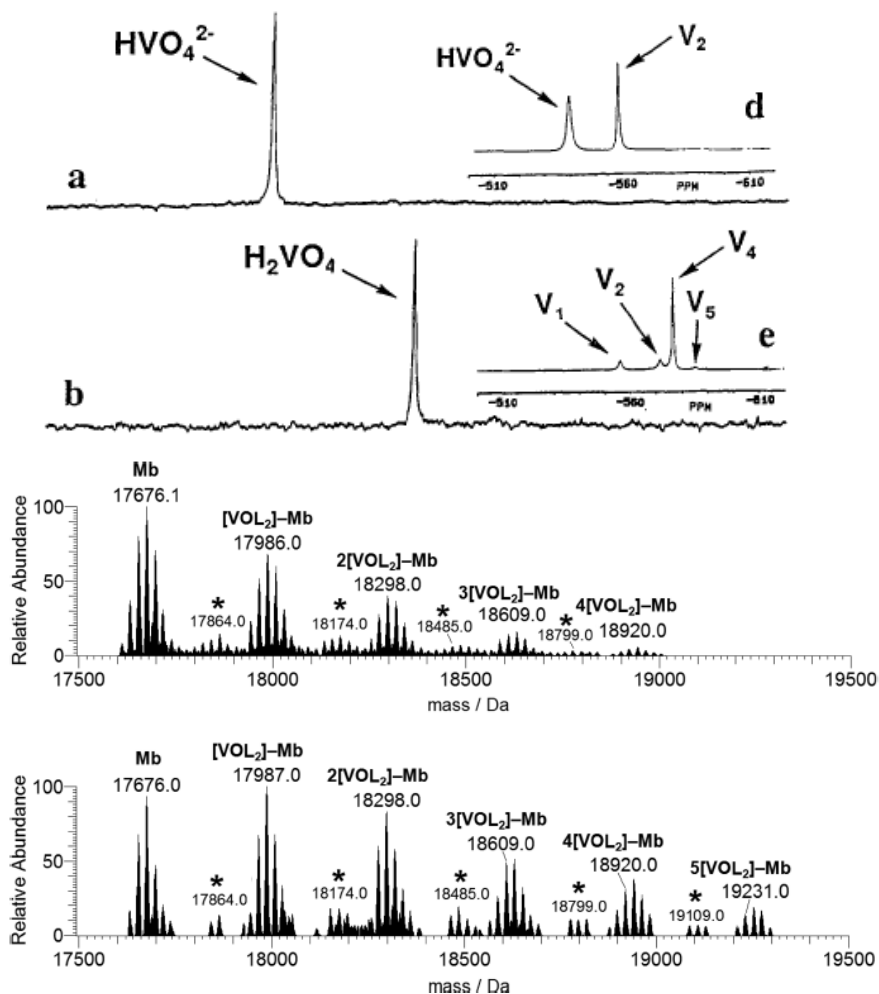 HVO₄²⁻
a
HVO₄²⁻
V₂
d
-510 -560 PPM -610
H₂VO₄
b
V₁
V₂
V₄
V₅
e
-510 -560 PPM -610
Relative Abundance
100
50
0
Mb
17676.1
[VOL₂]–Mb
17986.0
2[VOL₂]–Mb
18298.0
3[VOL₂]–Mb
18609.0
4[VOL₂]–Mb
18920.0
*
17864.0
*
18174.0
*
18485.0
*
18799.0
17500 18000 18500 19000 19500
mass / Da
Relative Abundance
100
50
0
Mb
17676.0
[VOL₂]–Mb
17987.0
2[VOL₂]–Mb
18298.0
3[VOL₂]–Mb
18609.0
4[VOL₂]–Mb
18920.0
5[VOL₂]–Mb
19231.0
*
17864.0
*
18174.0
*
18485.0
*
18799.0
*
19109.0
17500 18000 18500 19000 19500
mass / Da